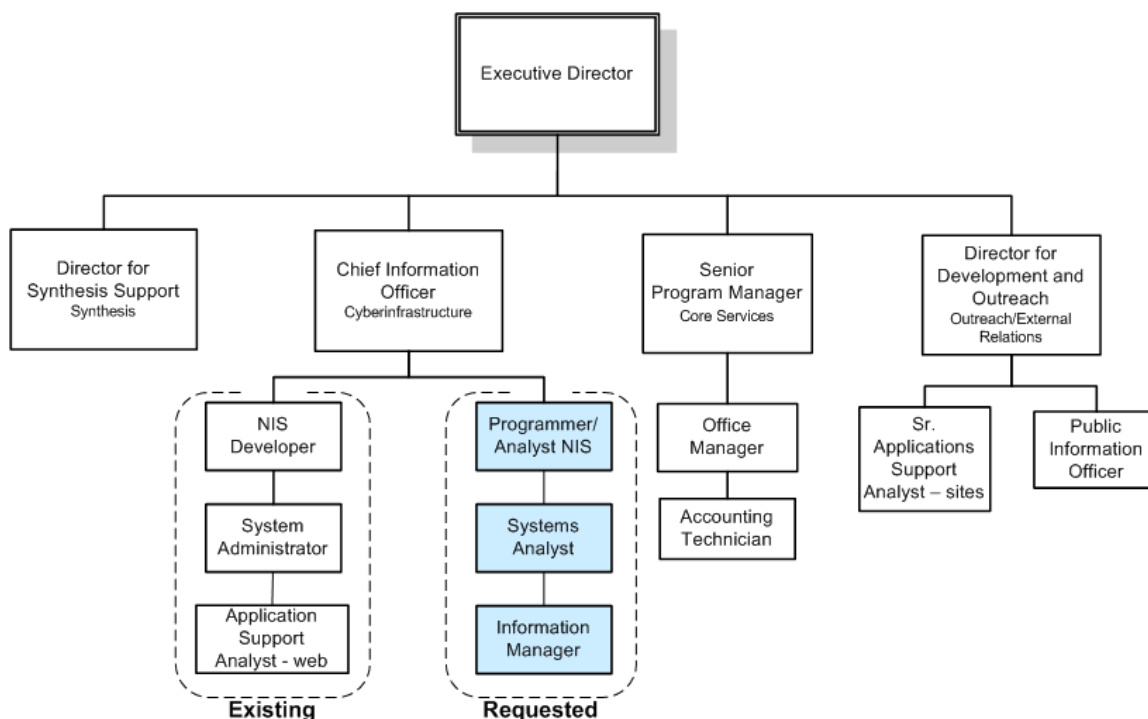 Executive Director
Director for
Synthesis Support
Synthesis
Chief Information
Officer
Cyberinfrastructure
Senior
Program Manager
Core Services
Director for
Development and
Outreach
Outreach/External
Relations
NIS
Developer
Programmer/
Analyst NIS
Office
Manager
Sr.
Applications
Support
Analyst – sites
Public
Information
Officer
System
Administrator
Systems
Analyst
Accounting
Technician
Application
Support
Analyst - web
Information
Manager
Existing
Requested